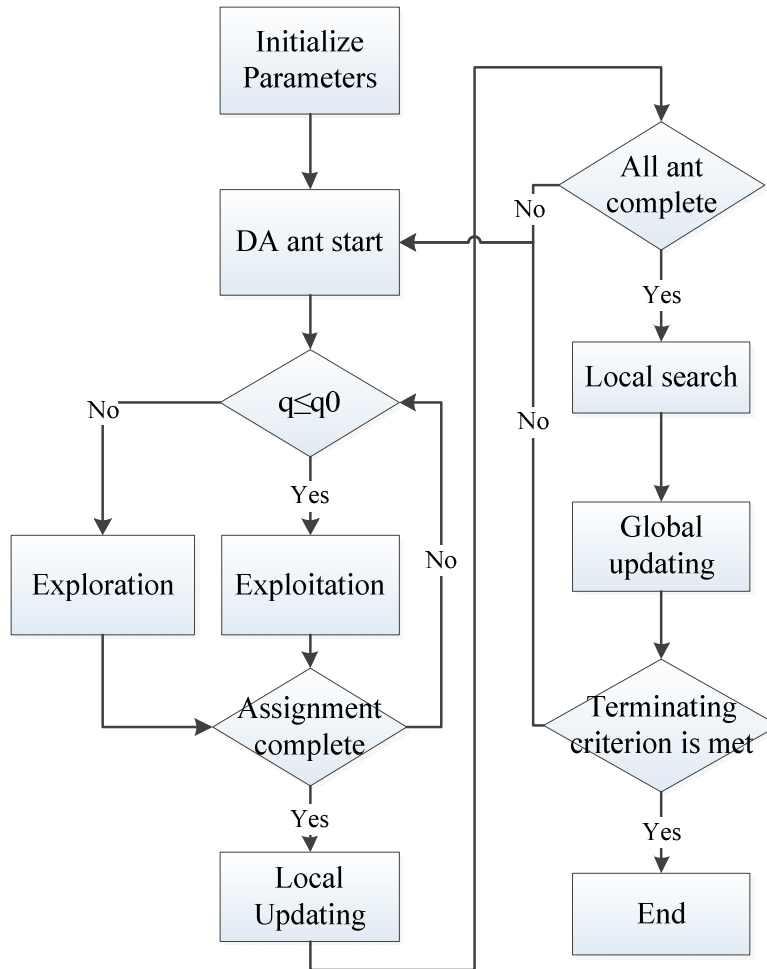 Initialize
Parameters
DA ant start
q≤q0
No
Yes
Exploration
Exploitation
No
Assignment
complete
Yes
Local
Updating
All ant
complete
No
Yes
Local search
No
Global
updating
Terminating
criterion is met
Yes
End